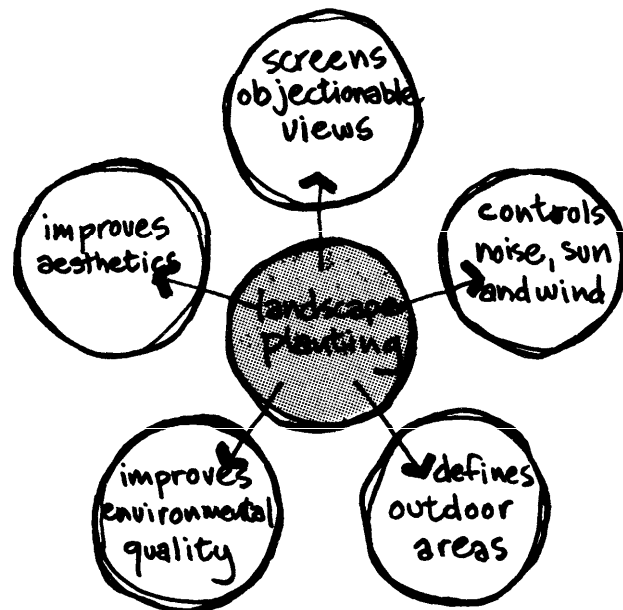 screens
objectionable
views
improves
aesthetics
controls
noise, sun
and wind
landscape
planting
improves
environmental
quality
defines
outdoor
areas